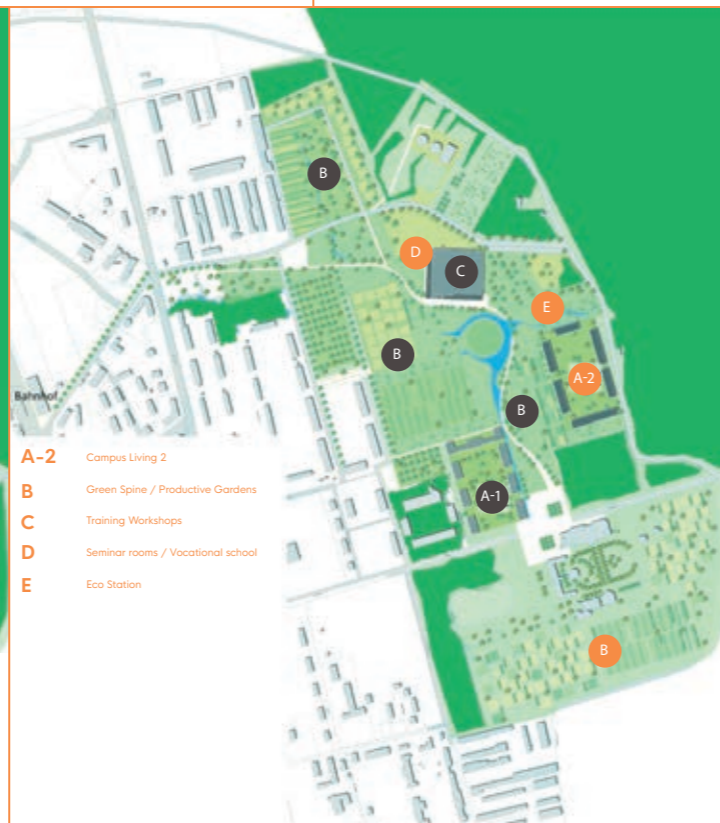 B
D
C
E
B
A-2
B
Bahnhof
A-1
A-2 Campus Living 2
B Green Spine / Productive Gardens
C Training Workshops
D Seminar rooms / Vocational school
E Eco Station
B